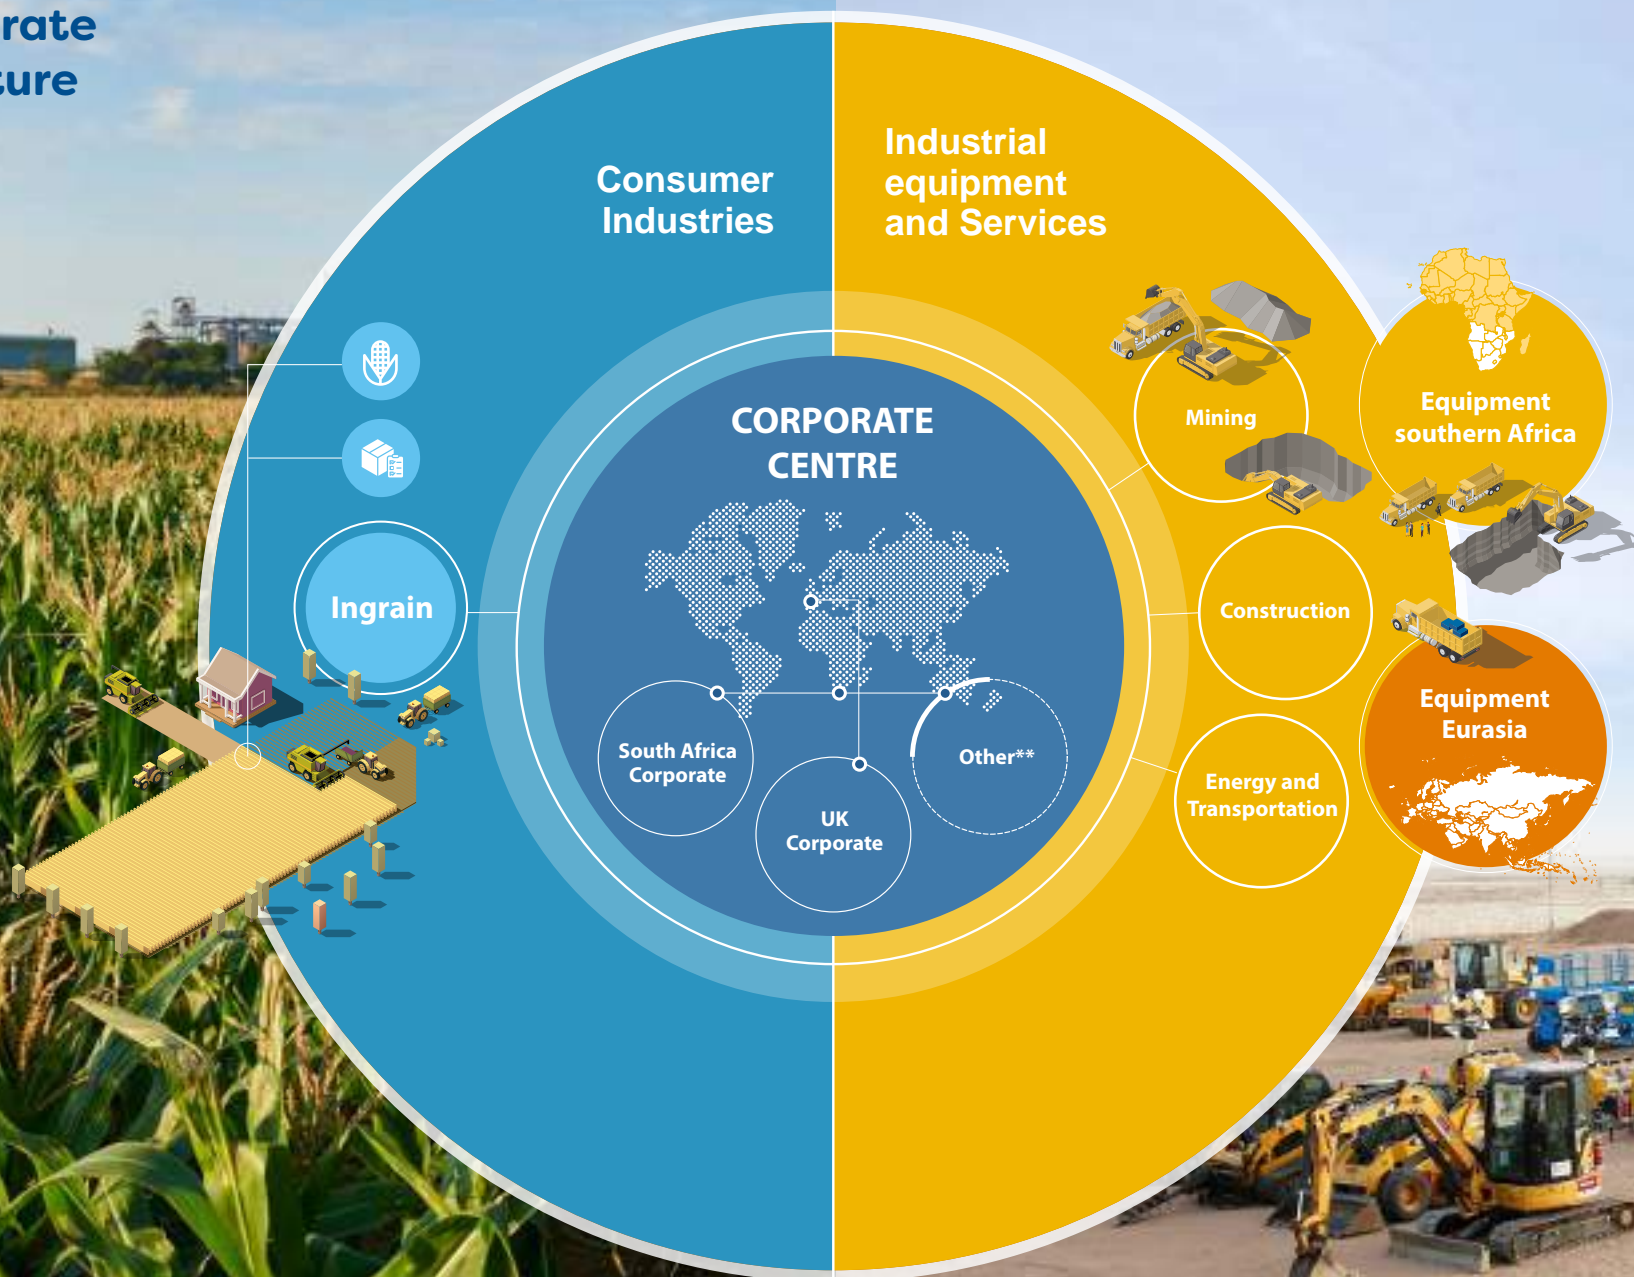 rate
ture
Consumer
Industries
Industrial
equipment
and Services
CORPORATE
CENTRE
South Africa
Corporate
UK
Corporate
Other**
Ingrain
Mining
Construction
Energy and
Transportation
Equipment
southern Africa
Equipment
Eurasia